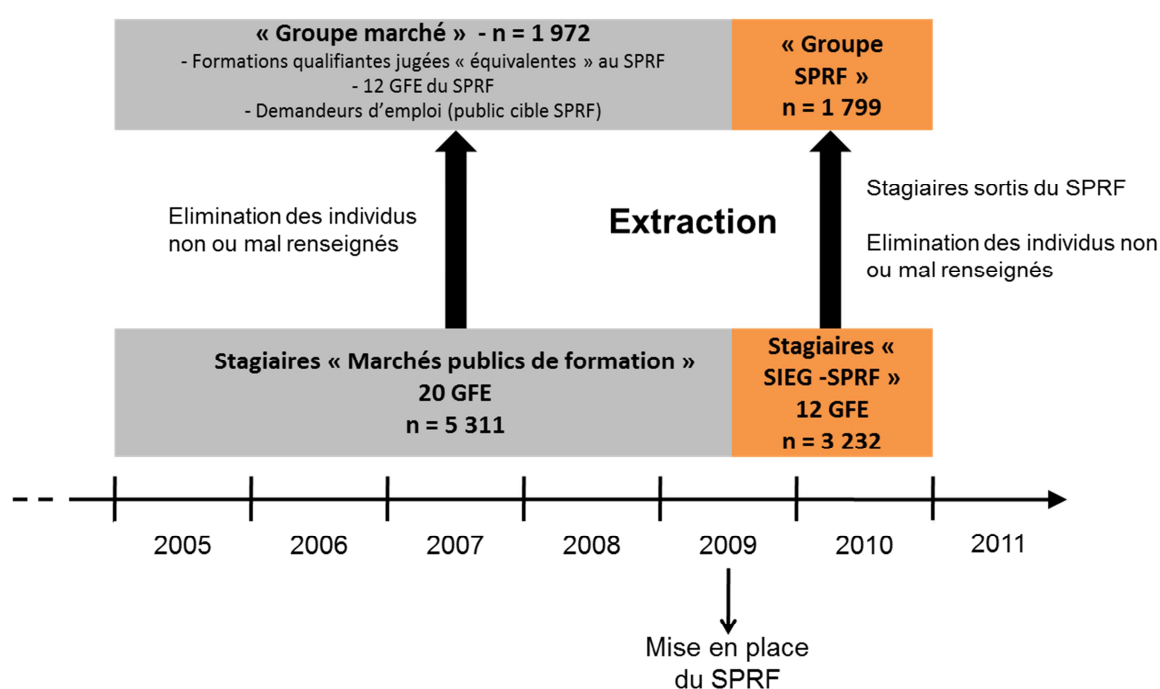 « Groupe marché » - n = 1 972
- Formations qualifiantes jugées « équivalentes » au SPRF
- 12 GFE du SPRF
- Demandeurs d'emploi (public cible SPRF)
« Groupe
SPRF »
n = 1 799
Elimination des individus
non ou mal renseignés
Extraction
Stagiaires sortis du SPRF
Elimination des individus non
ou mal renseignés
Stagiaires « Marchés publics de formation »
20 GFE
n = 5 311
Stagiaires «
SIEG -SPRF »
12 GFE
n = 3 232
2005
2006
2007
2008
2009
2010
2011
Mise en place
du SPRF